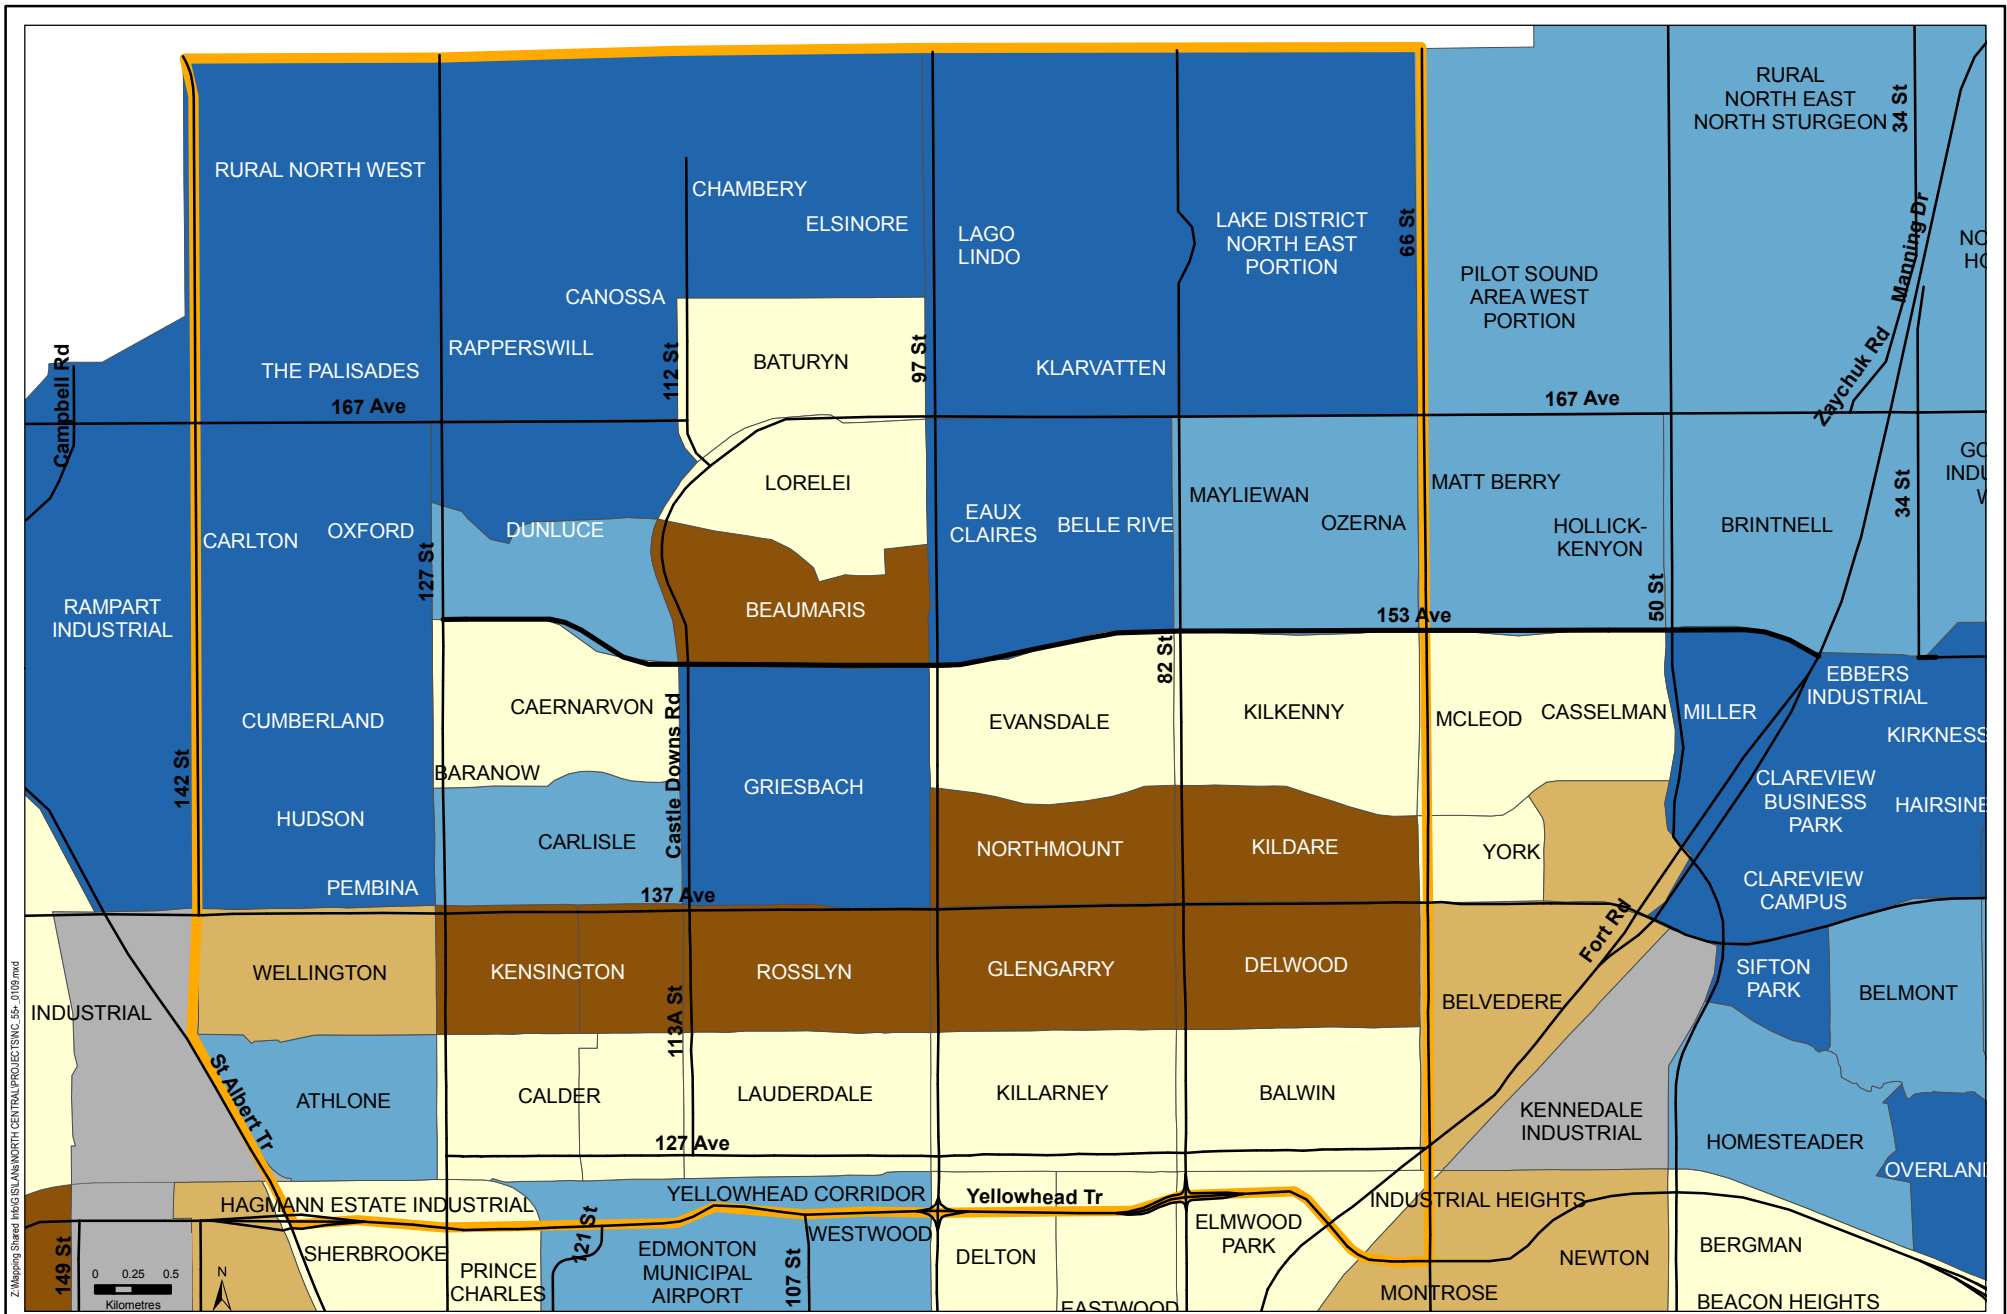 RURAL
NORTH EAST
NORTH STURGEON
34 St
RURAL NORTH WEST
CHAMBERY
ELSINORE
LAGO
LINDO
LAKE DISTRICT
NORTH EAST
PORTION
66 St
Manning Dr
PILOT SOUND
AREA WEST
PORTION
CANOSSA
RAPPERSWILL
THE PALISADES
112 St
BATURYN
97 St
KLARVATTEN
Zaychuk Rd
Campbell Rd
167 Ave
167 Ave
LORELEI
MAYLIEWAN
MATT BERRY
34 St
CARLTON
OXFORD
DUNLUCE
EAUX
CLAIRES
BELLE RIVE
OZERNA
HOLLICK-
KENYON
BRINTNELL
127 St
RAMPART
INDUSTRIAL
BEAUMARIS
153 Ave
50 St
82 St
EBBERS
INDUSTRIAL
CUMBERLAND
CAERNARVON
EVANSDALE
KILKENNY
MCLEOD
CASSELMAN
MILLER
KIRKNESS
142 St
BARANOW
Castle Downs Rd
GRIESBACH
CLAREVIEW
BUSINESS
PARK
HAIRSINE
HUDSON
CARLISLE
NORTHMOUNT
KILDARE
YORK
PEMBINA
137 Ave
CLAREVIEW
CAMPUS
Fort Rd
WELLINGTON
KENSINGTON
ROSSLYN
GLENGARRY
DELWOOD
BELVEDERE
SIFTON
PARK
BELMONT
INDUSTRIAL
113A St
St Albert Tr
ATHLONE
CALDER
LAUDERDALE
KILLARNEY
BALWIN
KENNEDALE
INDUSTRIAL
HOMESTEADER
127 Ave
OVERLAN
HAGMANN ESTATE INDUSTRIAL
YELLOWHEAD CORRIDOR
Yellowhead Tr
INDUSTRIAL HEIGHTS
149 St
SHERBROOKE
PRINCE
CHARLES
121 St
EDMONTON
MUNICIPAL
AIRPORT
107 St
WESTWOOD
DELTON
ELMWOOD
PARK
EASTWOOD
NEWTON
MONTROSE
BERGMAN
BEACON HEIGHTS
0 0.25 0.5
Kilometres
N